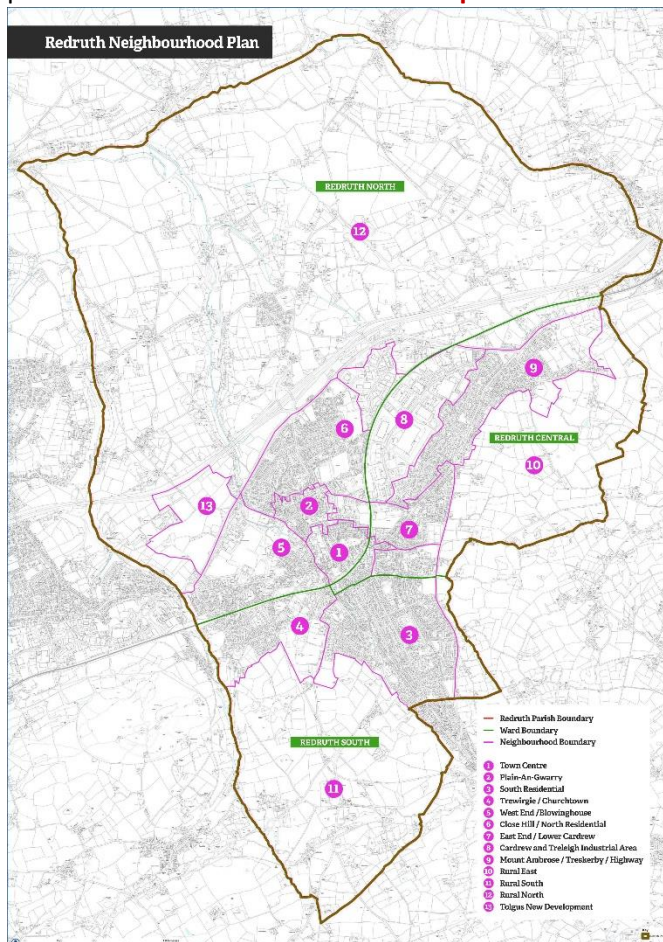 Redruth Neighbourhood Plan
REDRUTH NORTH
12
9
8
6
REDRUTH CENTRAL
10
13
2
7
5
1
4
3
REDRUTH SOUTH
11
Redruth Parish Boundary
Ward Boundary
Neighbourhood Boundary
1 Town Centre
2 Plain-An-Gwarry
3 South Residential
4 Trewirgie / Churchtown
5 West End /Blowinghouse
6 Close Hill / North Residential
7 East End / Lower Cardrew
8 Cardrew and Treleigh Industrial Area
9 Mount Ambrose / Treskerby / Highway
10 Rural East
11 Rural South
12 Rural North
13 Tolgus New Development